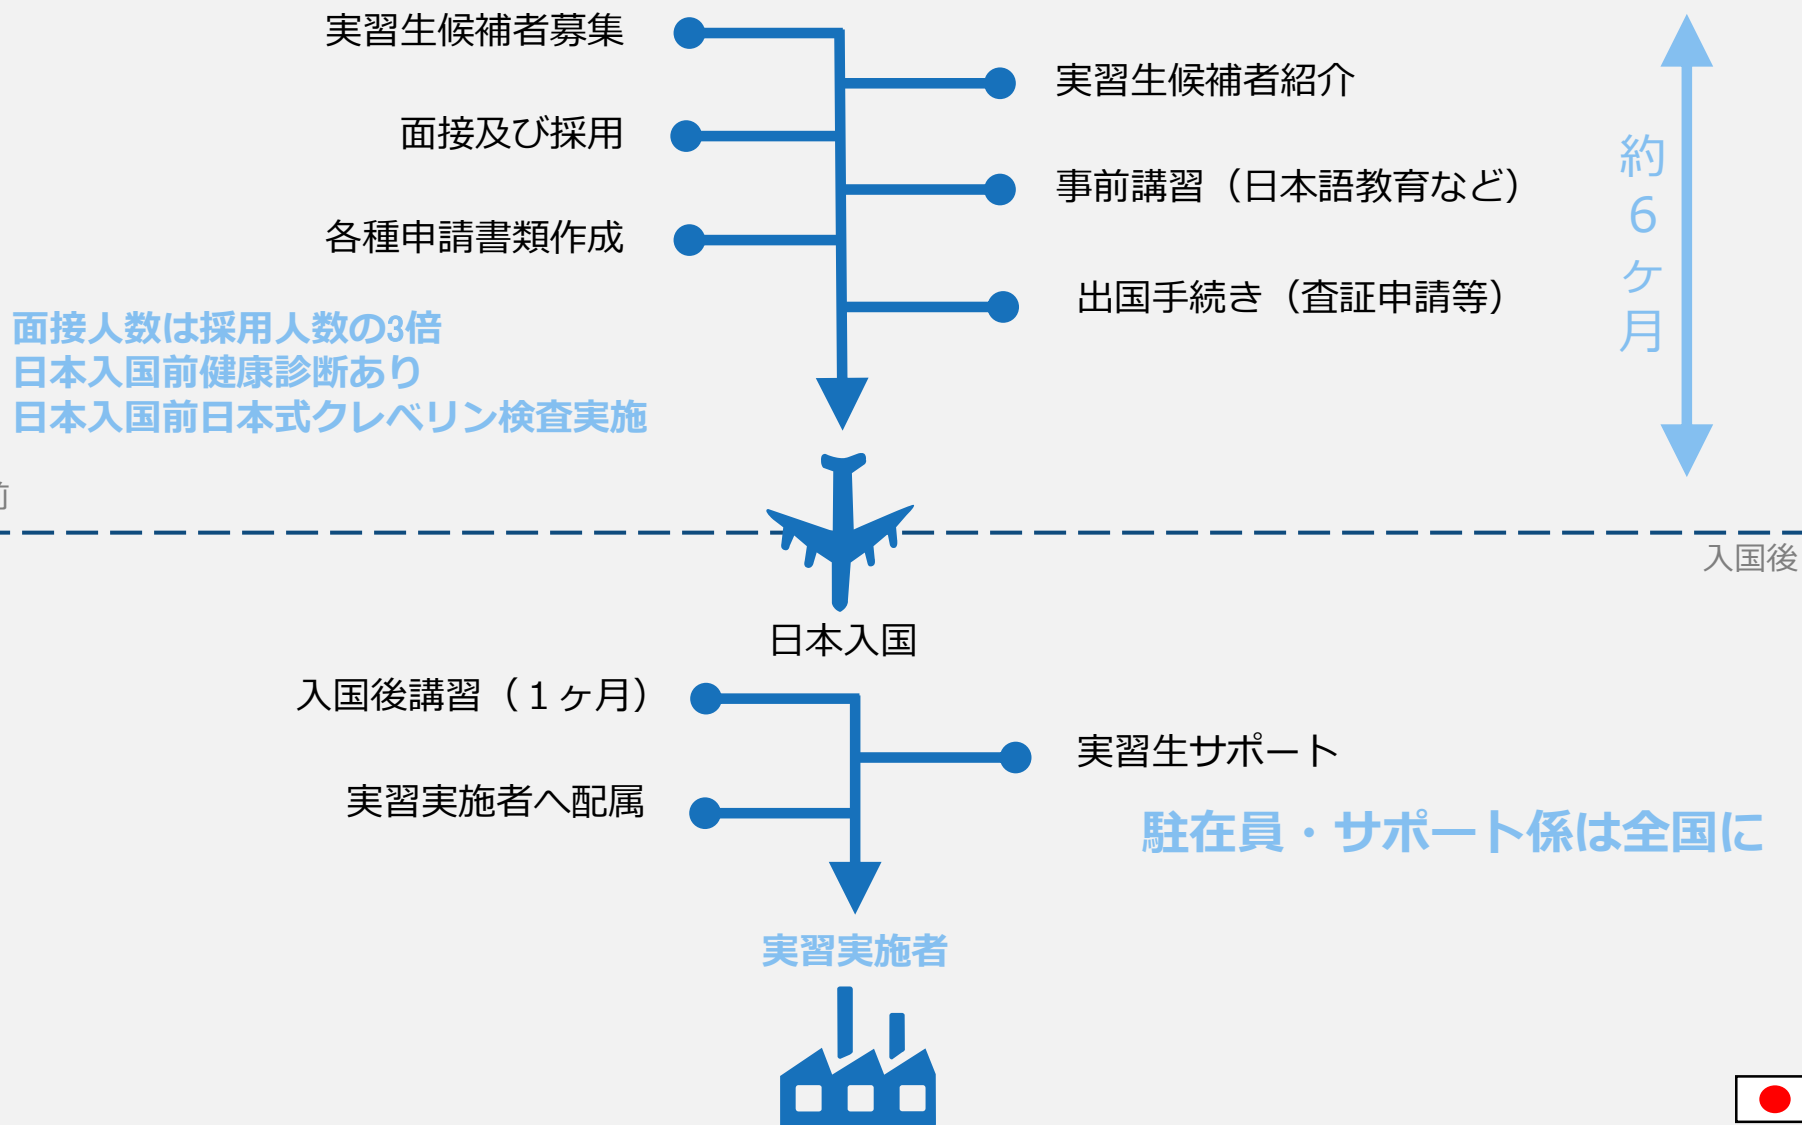 実習生候補者募集
実習生候補者紹介
面接及び採用
事前講習（日本語教育など）
各種申請書類作成
出国手続き（査証申請等）
約６ケ月
面接人数は採用人数の3倍
日本入国前健康診断あり
日本入国前日本式クレベリン検査実施
前
入国後
日本入国
入国後講習（１ヶ月）
実習生サポート
実習実施者へ配属
駐在員・サポート係は全国に
実習実施者